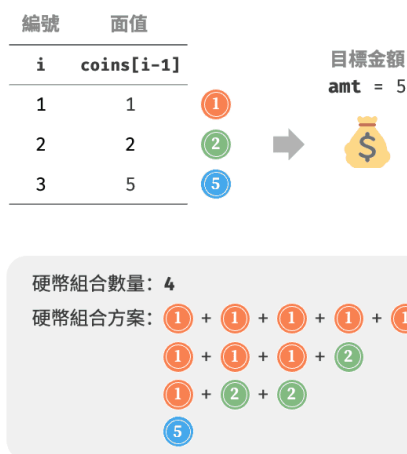 編號 面值
i coins[i-1]
1 1 1
2 2 2
3 5 5
目標金額
amt = 5
$
硬幣組合數量：4
硬幣組合方案：1 + 1 + 1 + 1 + 1
1 + 1 + 1 + 2
1 + 2 + 2
5